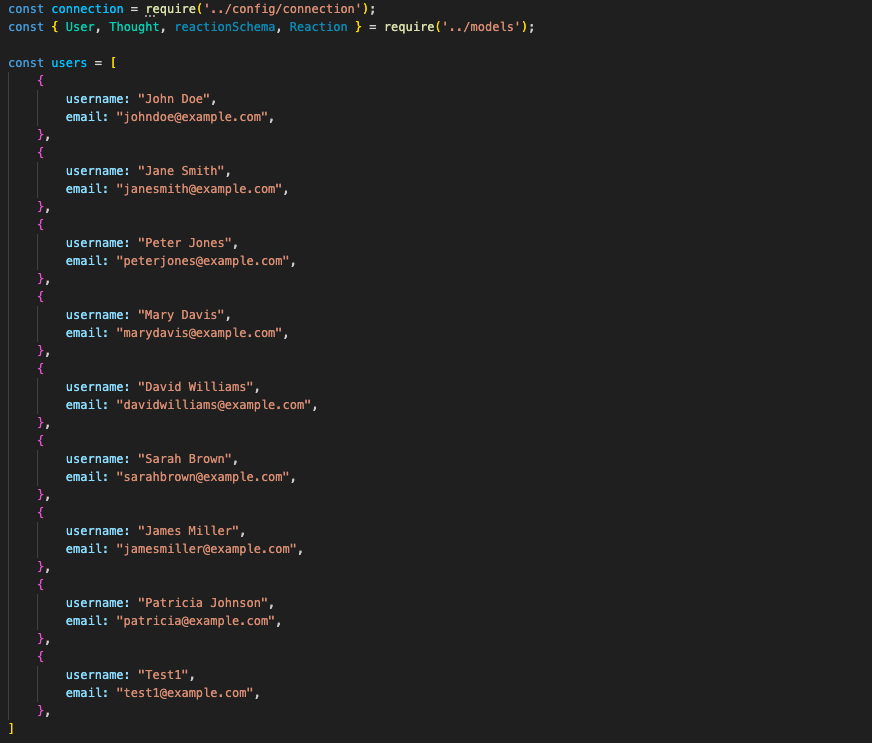 const connection = require('../config/connection');
const { User, Thought, reactionSchema, Reaction } = require('../models');

const users = [
    {
        username: "John Doe",
        email: "johndoe@example.com",
    },
    {
        username: "Jane Smith",
        email: "janesmith@example.com",
    },
    {
        username: "Peter Jones",
        email: "peterjones@example.com",
    },
    {
        username: "Mary Davis",
        email: "marydavis@example.com",
    },
    {
        username: "David Williams",
        email: "davidwilliams@example.com",
    },
    {
        username: "Sarah Brown",
        email: "sarahbrown@example.com",
    },
    {
        username: "James Miller",
        email: "jamesmiller@example.com",
    },
    {
        username: "Patricia Johnson",
        email: "patricia@example.com",
    },
    {
        username: "Test1",
        email: "test1@example.com",
    },
]